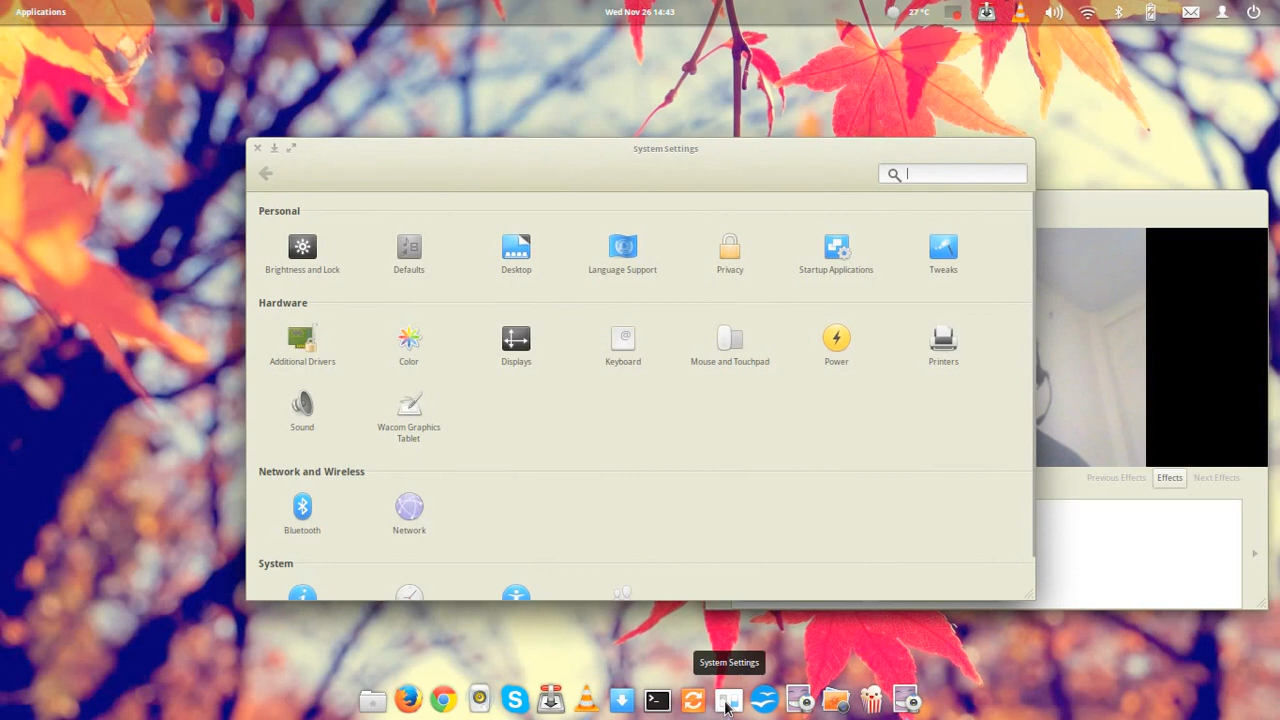 Applications
Wed Nov 26 14:43
27 °C
System Settings
Personal
Brightness and Lock
Defaults
Desktop
Language Support
Privacy
Startup Applications
Tweaks
Hardware
Additional Drivers
Color
Displays
Keyboard
Mouse and Touchpad
Power
Printers
Sound
Wacom Graphics
Tablet
Previous Effects
Effects
Next Effects
Network and Wireless
Bluetooth
Network
System
System Settings